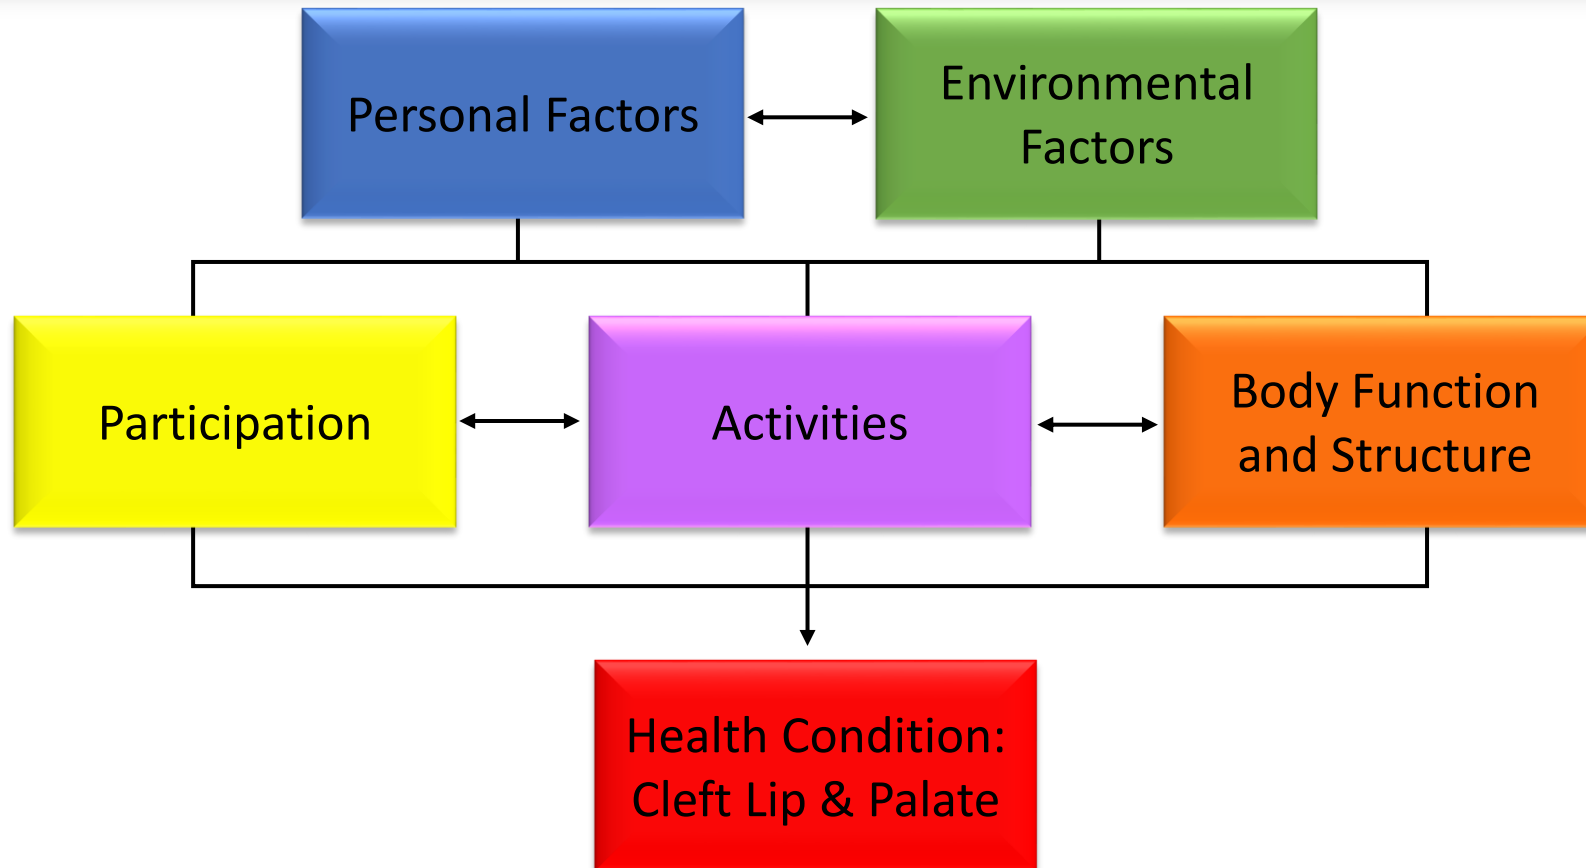 Personal Factors
Environmental
Factors
Participation
Activities
Body Function
and Structure
Health Condition:
Cleft Lip & Palate